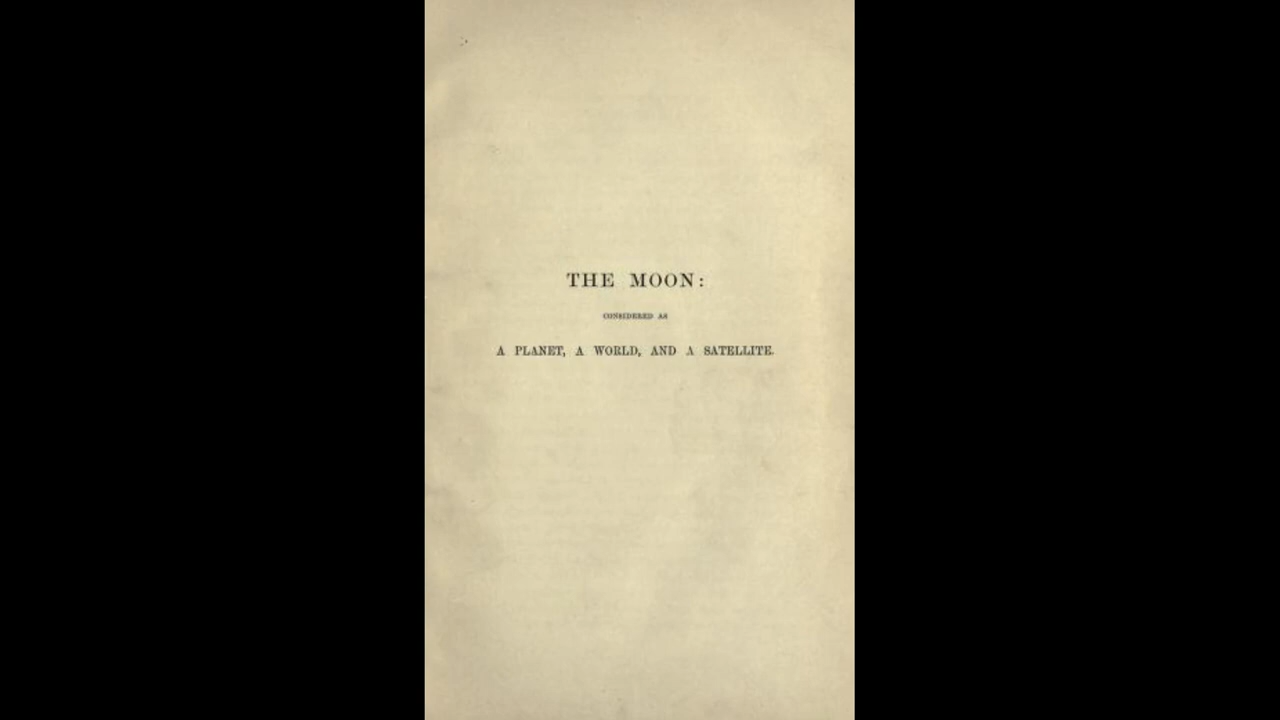 THE MOON:
CONSIDERED AS
A PLANET, A WORLD, AND A SATELLITE.